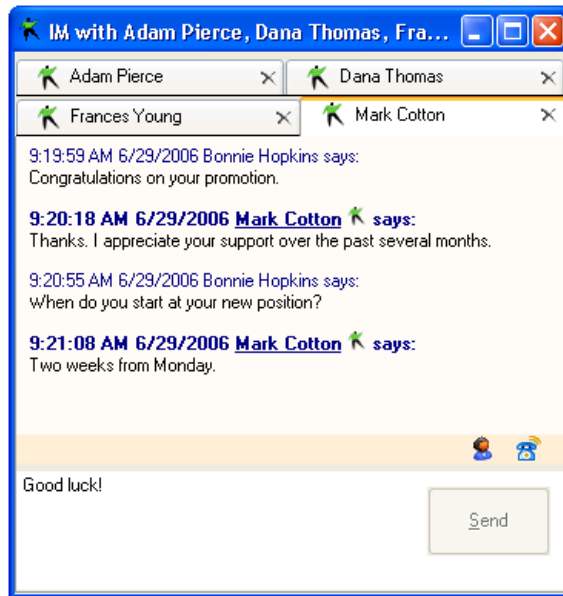 IM with Adam Pierce, Dana Thomas, Fra...
Adam Pierce
Dana Thomas
Frances Young
Mark Cotton
9:19:59 AM 6/29/2006 Bonnie Hopkins says:
Congratulations on your promotion.
9:20:18 AM 6/29/2006 Mark Cotton says:
Thanks. I appreciate your support over the past several months.
9:20:55 AM 6/29/2006 Bonnie Hopkins says:
When do you start at your new position?
9:21:08 AM 6/29/2006 Mark Cotton says:
Two weeks from Monday.
Good luck!
Send